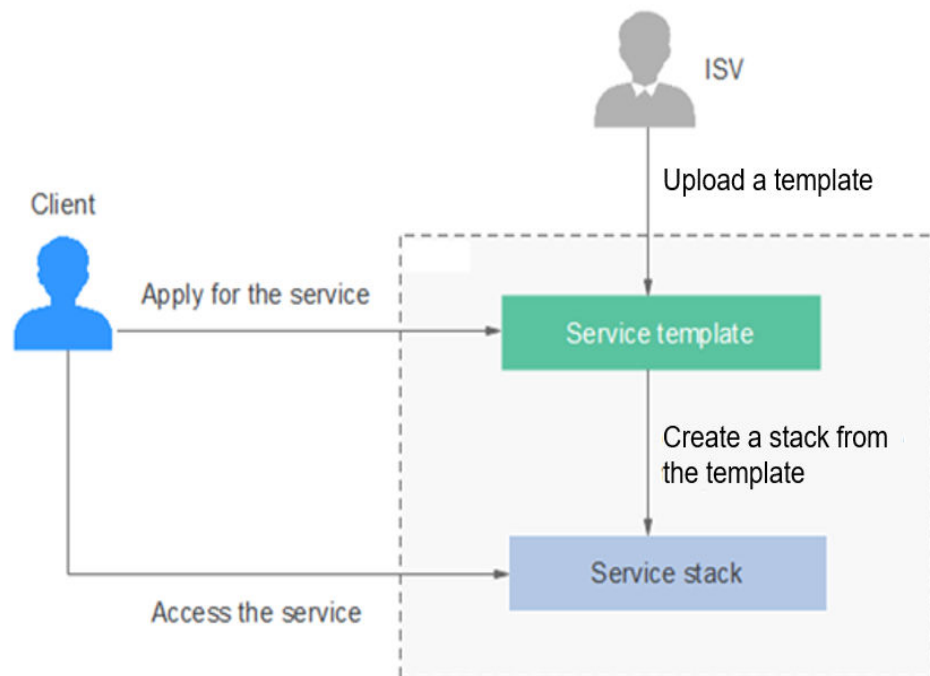 ISV
Upload a template
Client
Apply for the service
Service template
Create a stack from
the template
Service stack
Access the service